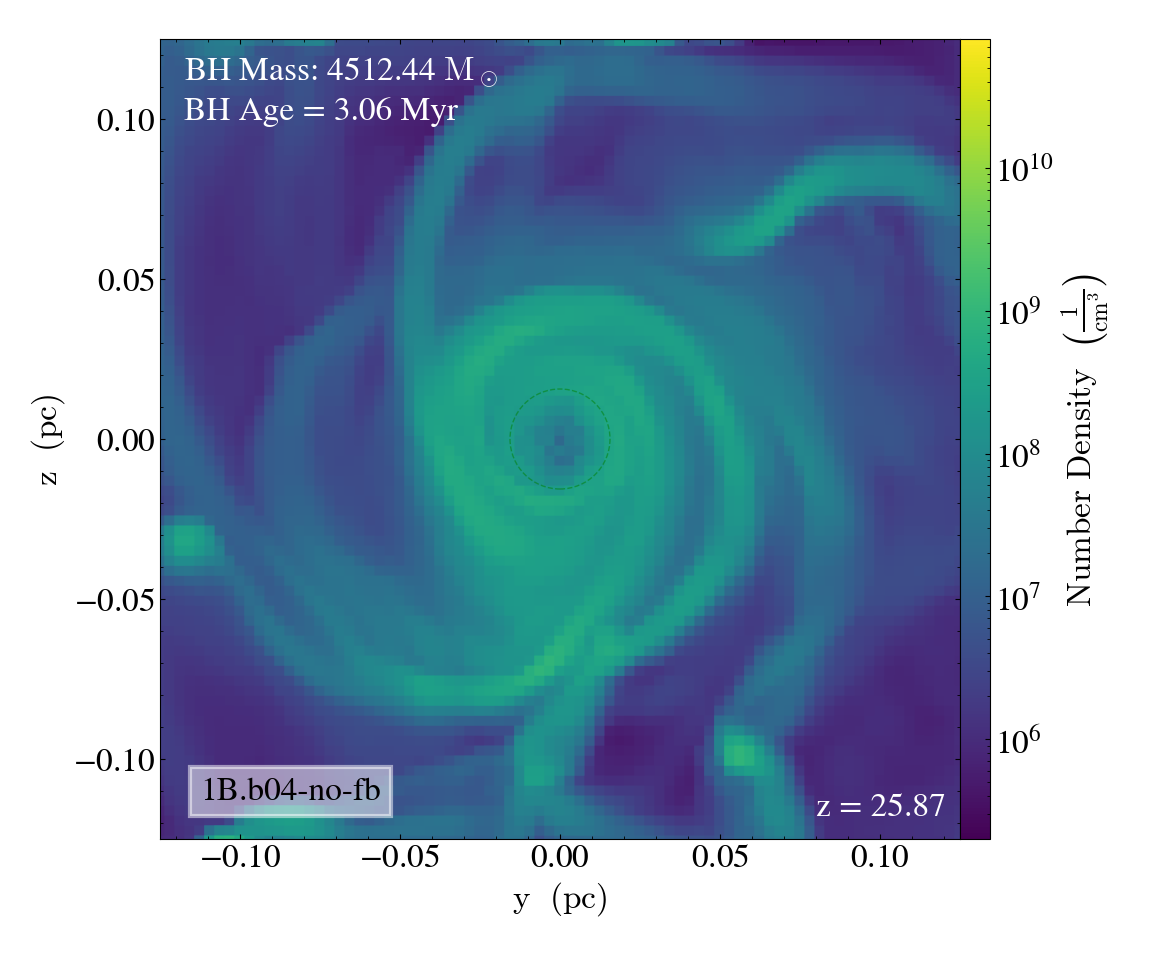 BH Mass: 4512.44 M☉
BH Age = 3.06 Myr
0.10
0.05
0.00
−0.05
−0.10
z (pc)
1B.b04-no-fb
z = 25.87
−0.10 −0.05 0.00 0.05 0.10
y (pc)
10¹⁰
10⁹
10⁸
10⁷
10⁶
Number Density (1/cm³)